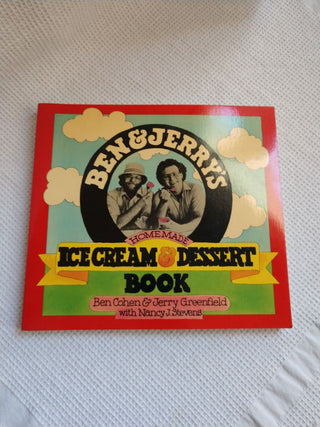 BEN & JERRY'S
HOMEMADE
ICE CREAM & DESSERT
BOOK
Ben Cohen & Jerry Greenfield
with Nancy J. Stevens